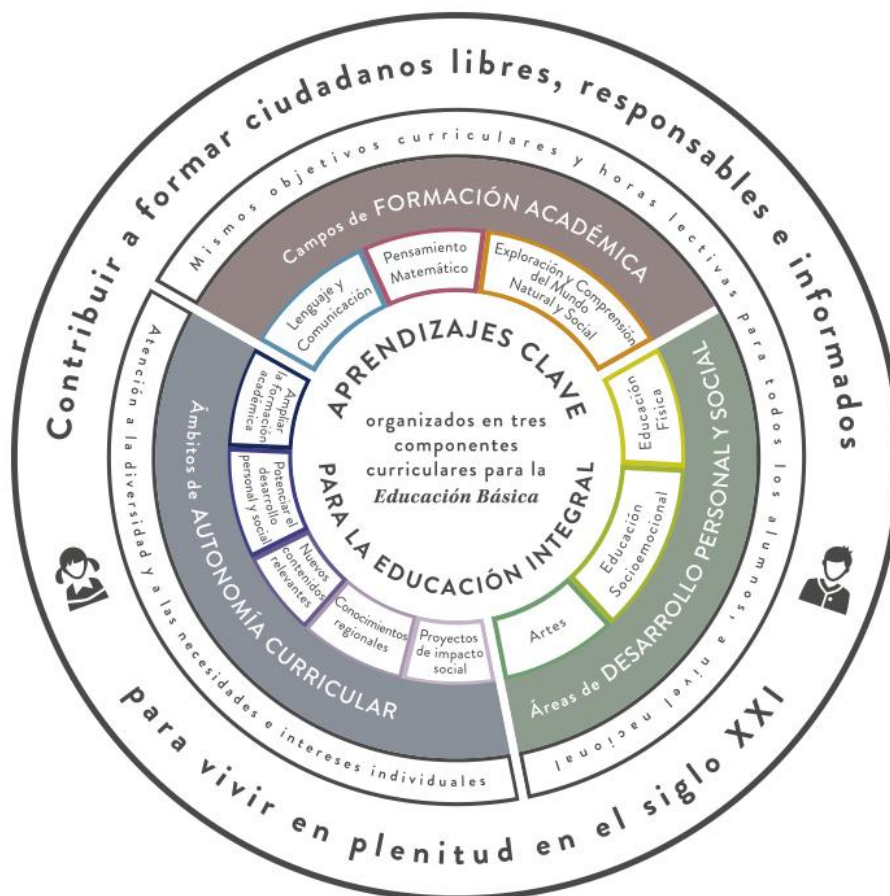 Contribuir a formar ciudadanos libres, responsables e informados
para vivir en plenitud en el siglo XXI
Mismos objetivos curriculares y horas lectivas para todos los alumnos, a nivel nacional
Atención a la diversidad y a las necesidades e intereses individuales
Campos de FORMACIÓN ACADÉMICA
Lenguaje y
Comunicación
Pensamiento
Matemático
Exploración y Comprensión
del Mundo
Natural y Social
Áreas de DESARROLLO PERSONAL Y SOCIAL
Educación
Física
Educación
Socioemocional
Artes
Ámbitos de AUTONOMÍA CURRICULAR
Ampliar
la formación
académica
Potenciar el
desarrollo
personal y social
Nuevos
contenidos
relevantes
Conocimientos
regionales
Proyectos
de impacto
social
APRENDIZAJES CLAVE
organizados en tres
componentes
curriculares para la
Educación Básica
PARA LA EDUCACIÓN INTEGRAL